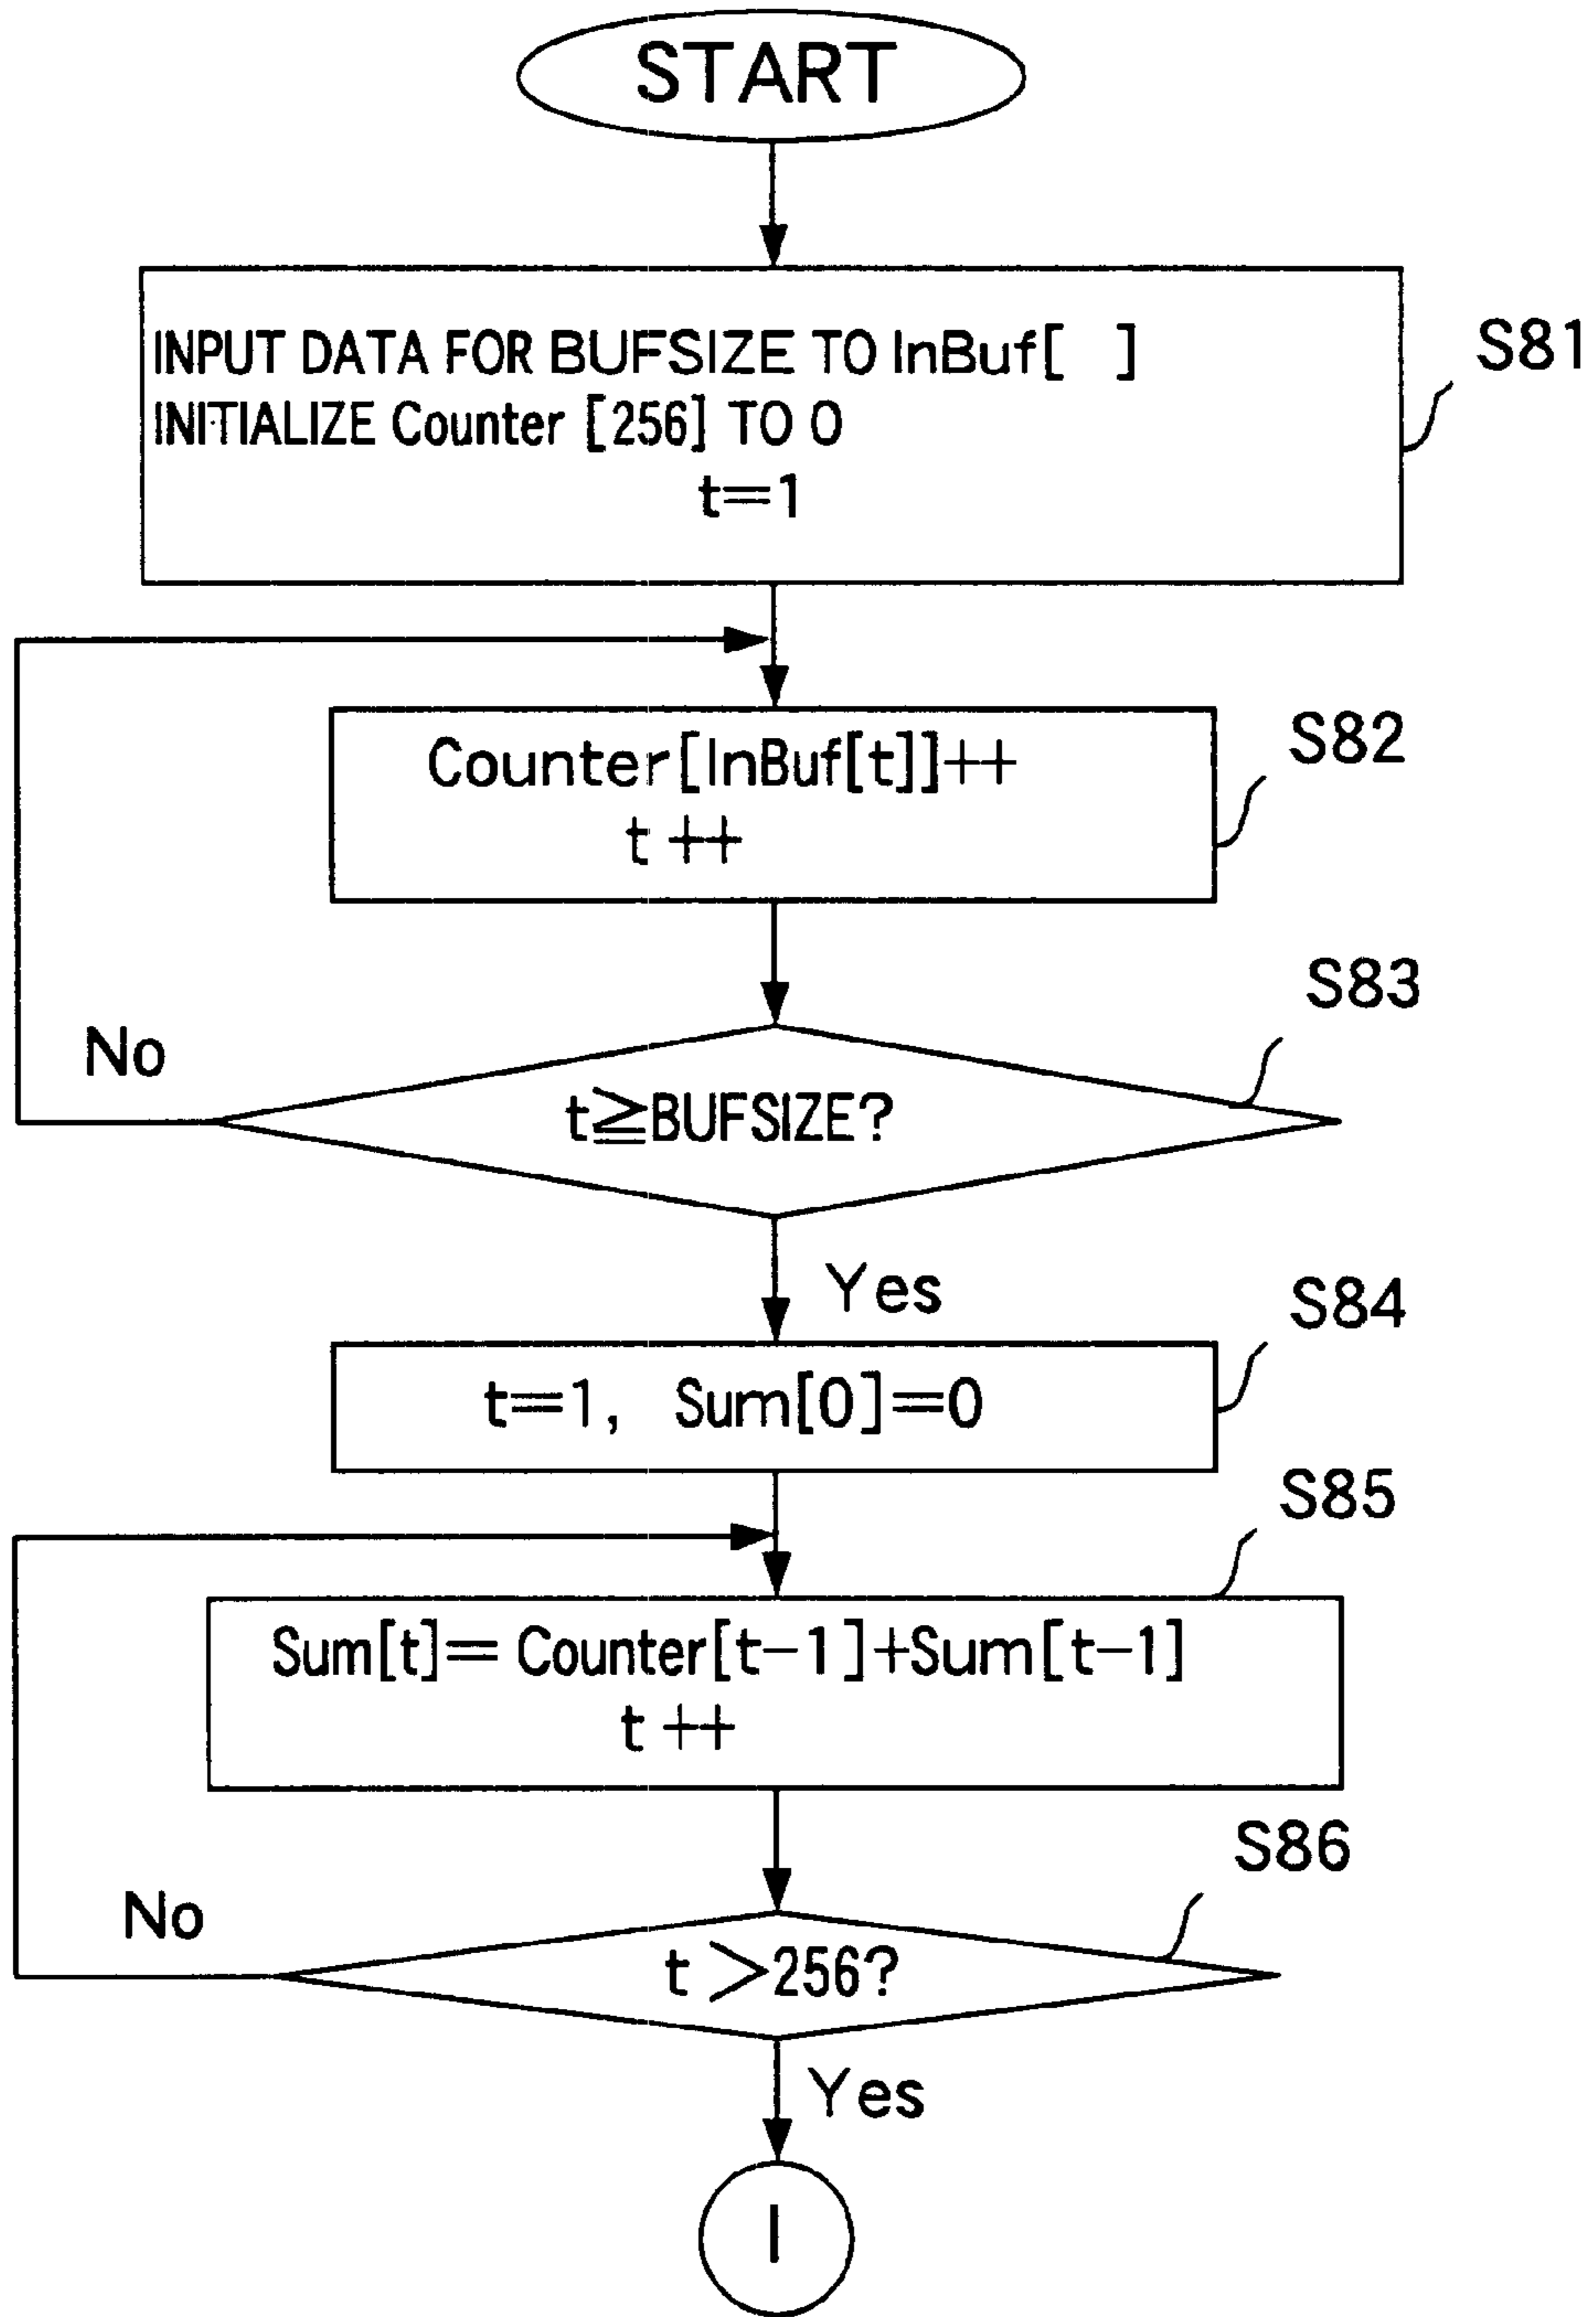 START
INPUT DATA FOR BUFSIZE TO InBuf[ ]
INITIALIZE Counter [256] TO 0
t=1
S81
Counter[InBuf[t]]++
t ++
S82
S83
No
t≧BUFSIZE?
Yes
S84
t=1, Sum[0]=0
S85
Sum[t]= Counter[t-1]+Sum[t-1]
t ++
S86
No
t >256?
Yes
I